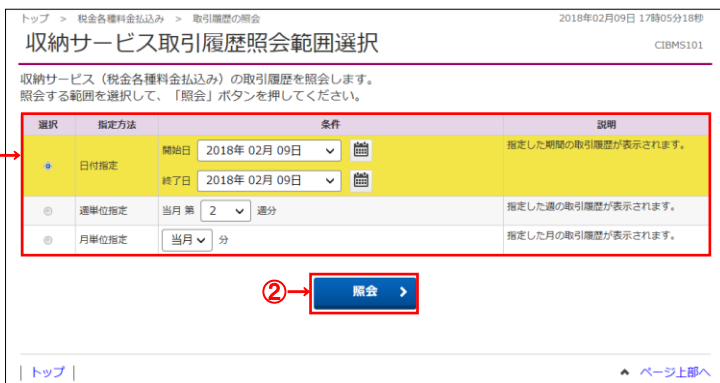 トップ > 税金各種料金払込み > 取引履歴の照会
2018年02月09日 17時05分18秒
収納サービス取引履歴照会範囲選択
CIBMS101
収納サービス（税金各種料金払込み）の取引履歴を照会します。
照会する範囲を選択して、「照会」ボタンを押してください。
選択 指定方法 条件 説明
日付指定 開始日 2018年 02月 09日 指定した期間の取引履歴が表示されます。
終了日 2018年 02月 09日
週単位指定 当月 第 2 週分 指定した週の取引履歴が表示されます。
月単位指定 当月 分 指定した月の取引履歴が表示されます。
②→ 照会 >
| トップ | ページ上部へ